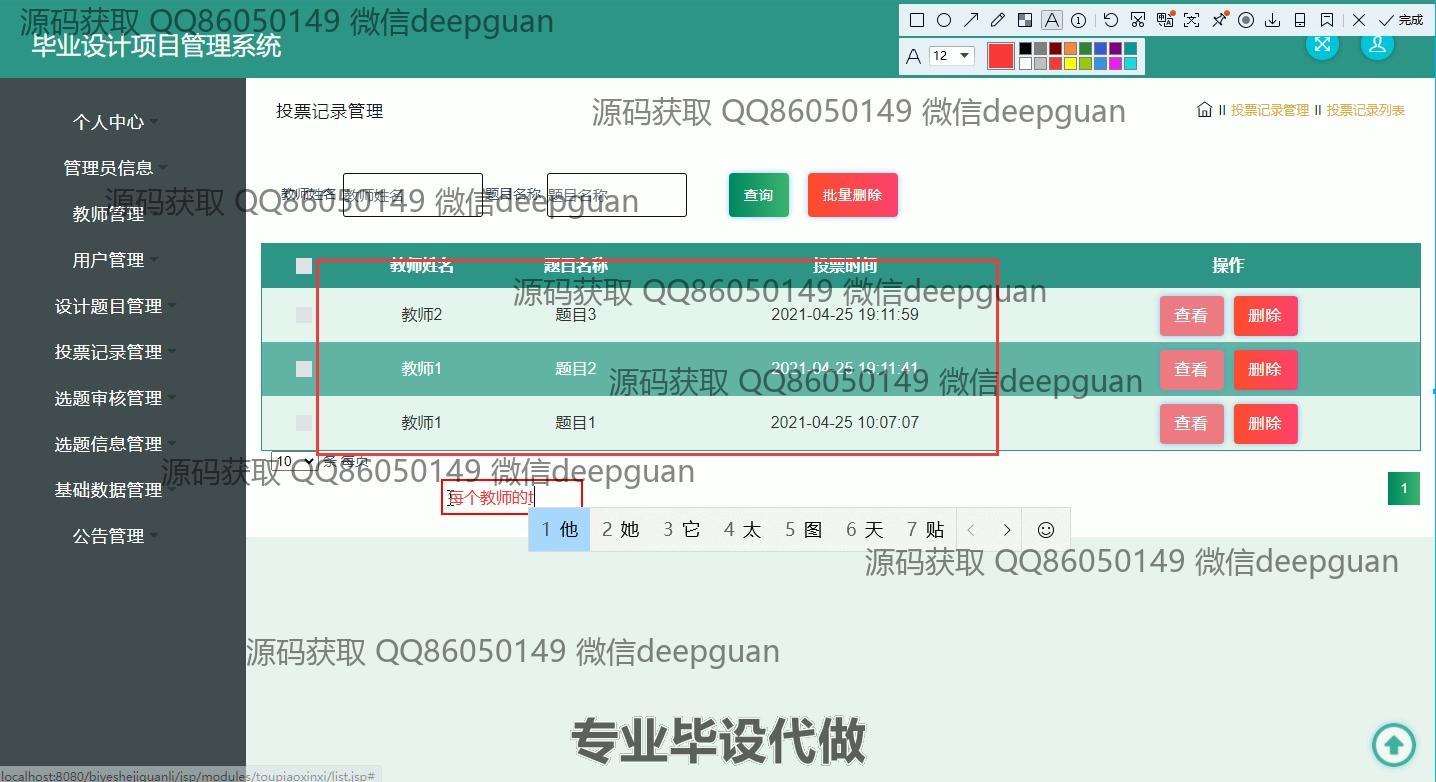 源码获取 QQ86050149 微信deepguan
毕业设计项目管理系统
12
完成
个人中心
管理员信息
教师管理
用户管理
设计题目管理
投票记录管理
选题审核管理
选题信息管理
基础数据管理
公告管理
投票记录管理
源码获取 QQ86050149 微信deepguan
II 投票记录管理 II 投票记录列表
教师姓名 教师姓名 题目名称 题目名称 查询 批量删除
源码获取 QQ86050149 微信deepguan
教师姓名 题目名称 投票时间 操作
源码获取 QQ86050149 微信deepguan
教师2 题目3 2021-04-25 19:11:59 查看 删除
教师1 题目2 2021-04-25 19:11:41 查看 删除
源码获取 QQ86050149 微信deepguan
教师1 题目1 2021-04-25 10:07:07 查看 删除
10 条 每页
源码获取 QQ86050149 微信deepguan
1
每个教师的t
1 他 2 她 3 它 4 太 5 图 6 天 7 贴
源码获取 QQ86050149 微信deepguan
源码获取 QQ86050149 微信deepguan
专业毕设代做
localhost:8080/biyeshejiguanli/jsp/modules/toupiaoxinxi/list.jsp#